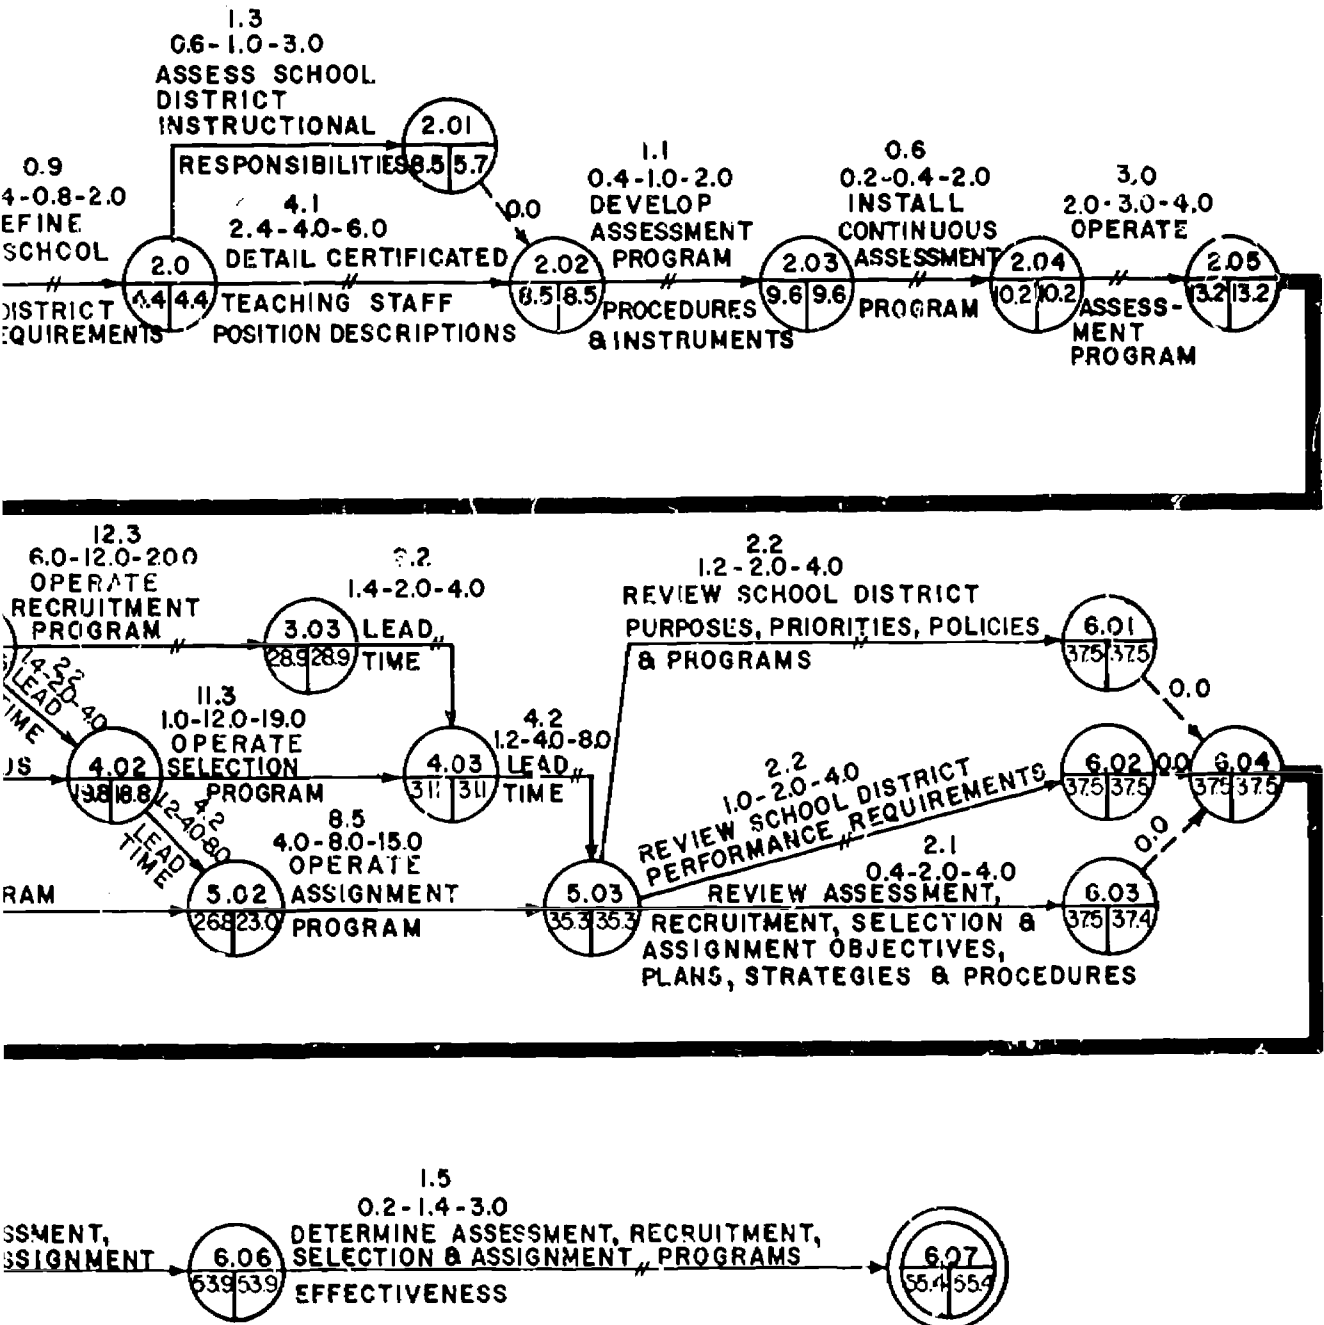 1.3
0.6-1.0-3.0
ASSESS SCHOOL
DISTRICT
INSTRUCTIONAL
RESPONSIBILITIES
2.01
8.5 5.7
0.0
0.9
4-0.8-2.0
EFINE
SCHOOL
DISTRICT
EQUIREMENTS
2.0
4.4 4.4
4.1
2.4-4.0-6.0
DETAIL CERTIFICATED
TEACHING STAFF
POSITION DESCRIPTIONS
2.02
8.5 8.5
1.1
0.4-1.0-2.0
DEVELOP
ASSESSMENT
PROGRAM
PROCEDURES
& INSTRUMENTS
2.03
9.6 9.6
0.6
0.2-0.4-2.0
INSTALL
CONTINUOUS
ASSESSMENT
PROGRAM
2.04
10.2 10.2
3.0
2.0-3.0-4.0
OPERATE
ASSESS-
MENT
PROGRAM
2.05
13.2 13.2
12.3
6.0-12.0-20.0
OPERATE
RECRUITMENT
PROGRAM
3.03
28.9 28.9
1.4-2.0-4.0
LEAD
TIME
2.2
1.4-2.0-4.0
LEAD
TIME
US
4.02
11.3
1.0-12.0-19.0
OPERATE
SELECTION
PROGRAM
4.03
31.1 31.1
4.2
1.2-4.0-8.0
LEAD
TIME
4.2
1.2-4.0-8.0
LEAD
TIME
RAM
5.02
26.8 23.0
8.5
4.0-8.0-15.0
OPERATE
ASSIGNMENT
PROGRAM
5.03
35.3 35.3
2.2
1.2-2.0-4.0
REVIEW SCHOOL DISTRICT
PURPOSES, PRIORITIES, POLICIES
& PROGRAMS
6.01
37.5 37.5
0.0
2.2
1.0-2.0-4.0
REVIEW SCHOOL DISTRICT
PERFORMANCE REQUIREMENTS
6.02
37.5 37.5
0.0
6.04
37.5 37.5
2.1
0.4-2.0-4.0
REVIEW ASSESSMENT,
RECRUITMENT, SELECTION &
ASSIGNMENT OBJECTIVES,
PLANS, STRATEGIES & PROCEDURES
6.03
37.5 37.4
0.0
SSMENT,
SSIGNMENT
6.06
53.9 53.9
1.5
0.2-1.4-3.0
DETERMINE ASSESSMENT, RECRUITMENT,
SELECTION & ASSIGNMENT PROGRAMS
EFFECTIVENESS
6.07
55.4 55.4